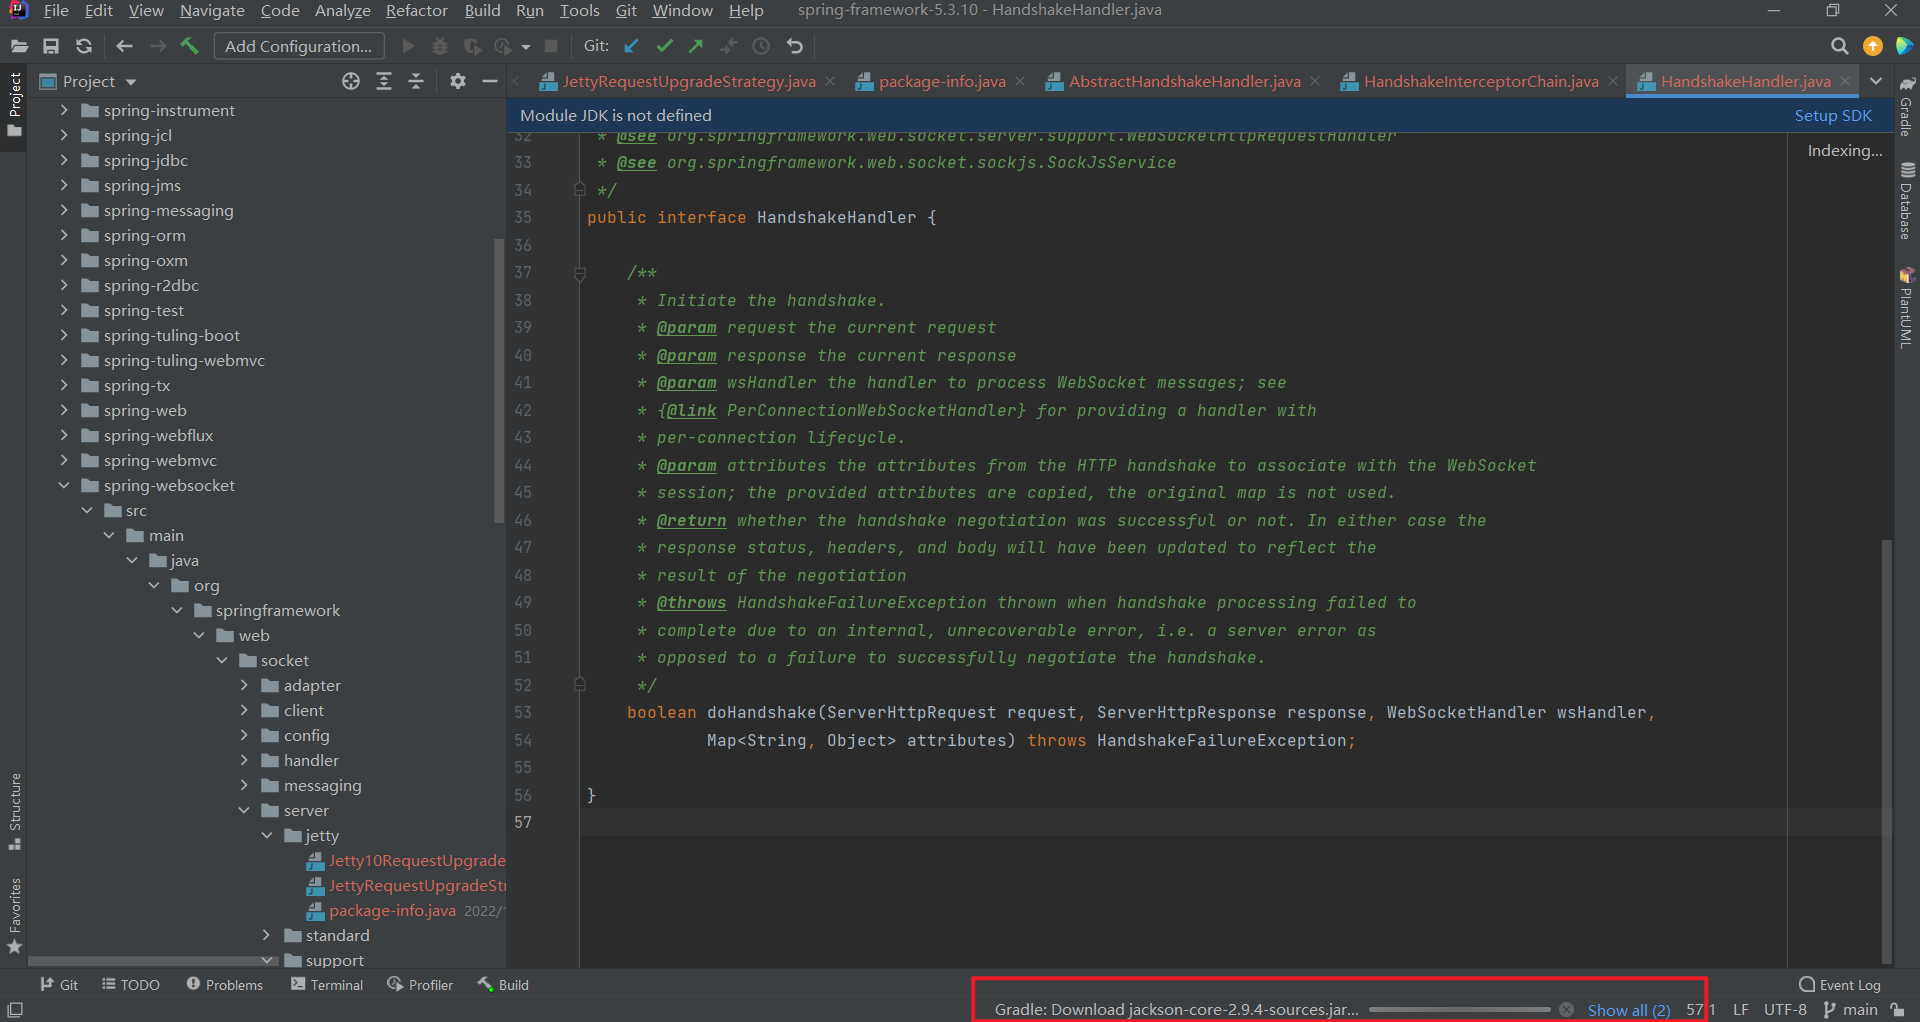 File Edit View Navigate Code Analyze Refactor Build Run Tools Git Window Help spring-framework-5.3.10 - HandshakeHandler.java
Add Configuration... Git:
Project JettyRequestUpgradeStrategy.java package-info.java AbstractHandshakeHandler.java HandshakeInterceptorChain.java HandshakeHandler.java
Module JDK is not defined Setup SDK
Indexing...
Project
Structure
Favorites
spring-instrument
spring-jcl
spring-jdbc
spring-jms
spring-messaging
spring-orm
spring-oxm
spring-r2dbc
spring-test
spring-tuling-boot
spring-tuling-webmvc
spring-tx
spring-web
spring-webflux
spring-webmvc
spring-websocket
src
main
java
org
springframework
web
socket
adapter
client
config
handler
messaging
server
jetty
Jetty10RequestUpgrade
JettyRequestUpgradeStr
package-info.java 2022/1
standard
support
32 * @see org.springframework.web.socket.server.support.WebSocketHttpRequestHandler
33 * @see org.springframework.web.socket.sockjs.SockJsService
34 */
35 public interface HandshakeHandler {
36
37 /**
38 * Initiate the handshake.
39 * @param request the current request
40 * @param response the current response
41 * @param wsHandler the handler to process WebSocket messages; see
42 * {@link PerConnectionWebSocketHandler} for providing a handler with
43 * per-connection lifecycle.
44 * @param attributes the attributes from the HTTP handshake to associate with the WebSocket
45 * session; the provided attributes are copied, the original map is not used.
46 * @return whether the handshake negotiation was successful or not. In either case the
47 * response status, headers, and body will have been updated to reflect the
48 * result of the negotiation
49 * @throws HandshakeFailureException thrown when handshake processing failed to
50 * complete due to an internal, unrecoverable error, i.e. a server error as
51 * opposed to a failure to successfully negotiate the handshake.
52 */
53 boolean doHandshake(ServerHttpRequest request, ServerHttpResponse response, WebSocketHandler wsHandler,
54 Map<String, Object> attributes) throws HandshakeFailureException;
55
56 }
57
Gradle
Database
PlantUML
Git TODO Problems Terminal Profiler Build Event Log
Gradle: Download jackson-core-2.9.4-sources.jar... Show all (2) 57:1 LF UTF-8 main